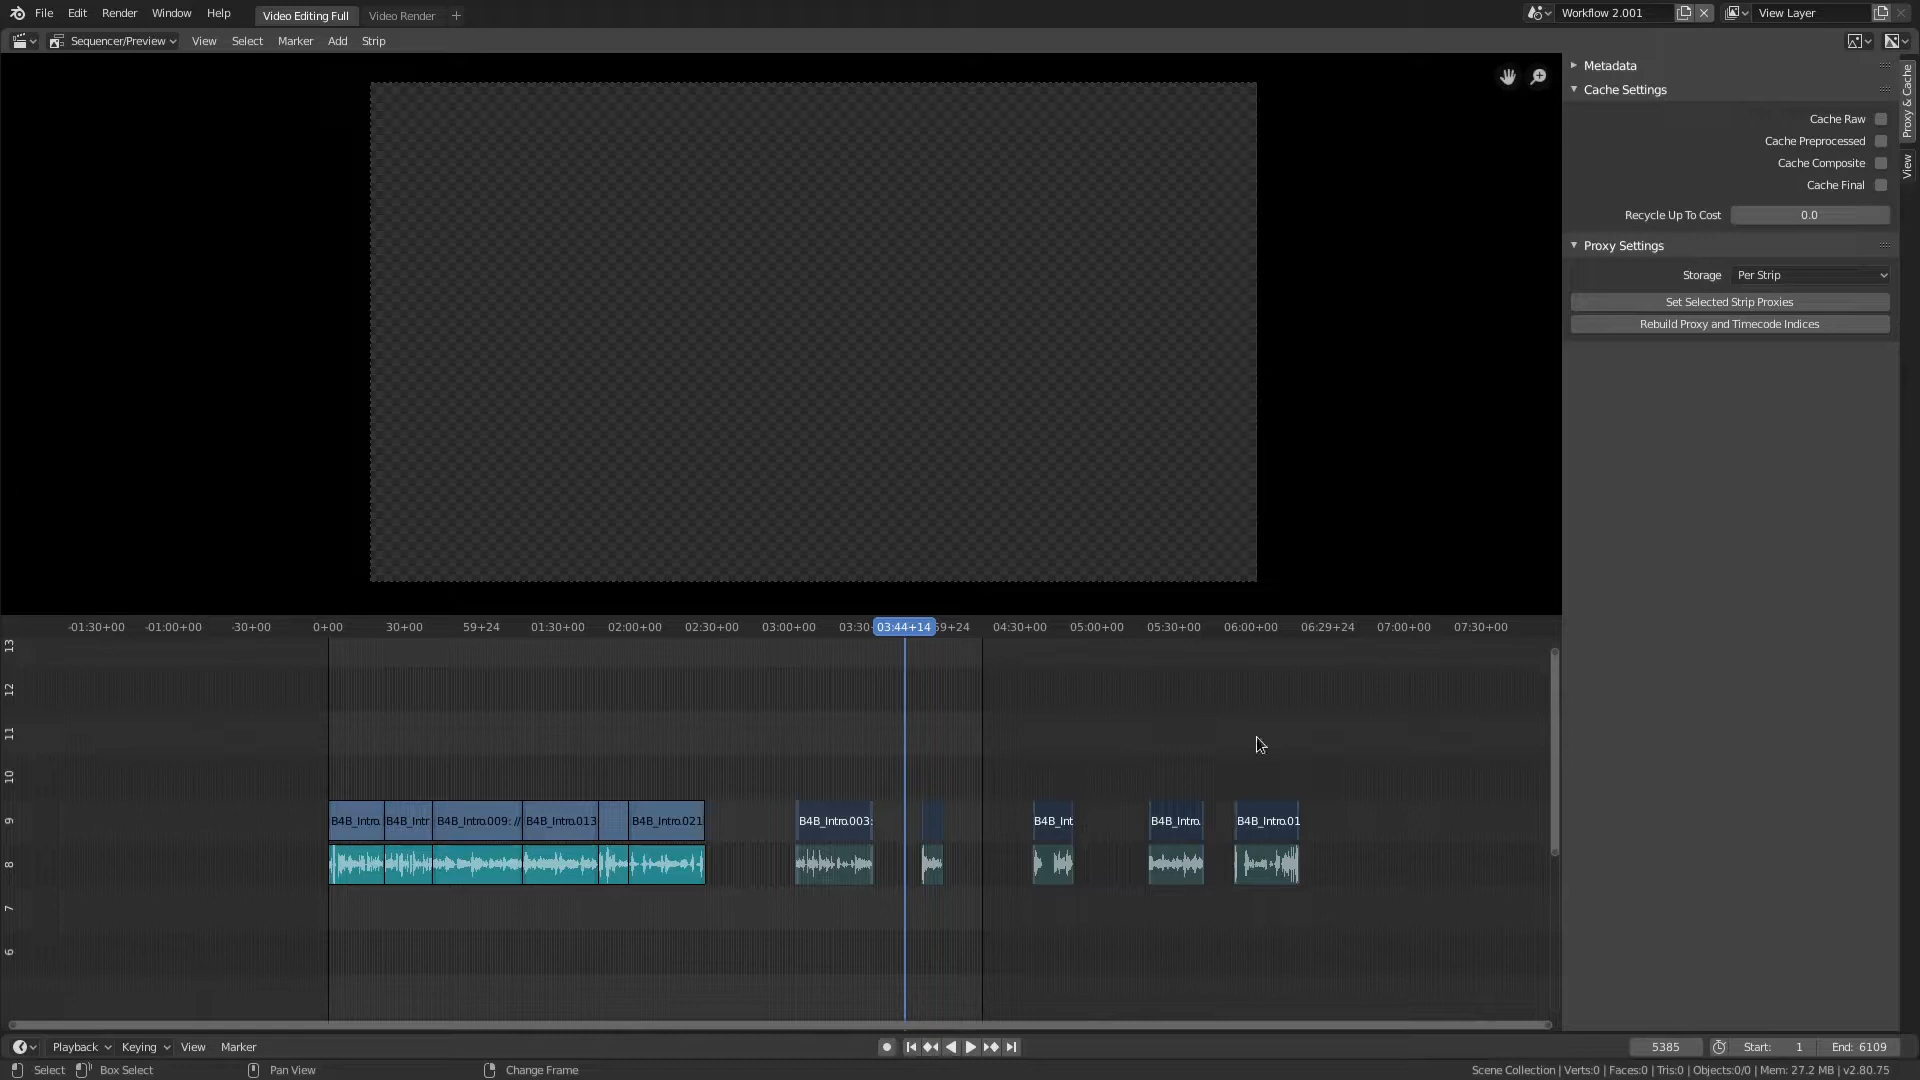 File Edit Render Window Help Video Editing Full Video Render + Workflow 2.001 View Layer
Sequencer/Preview View Select Marker Add Strip
Metadata
Cache Settings
Cache Raw
Cache Preprocessed
Cache Composite
Cache Final
Recycle Up To Cost 0.0
Proxy Settings
Storage Per Strip
Set Selected Strip Proxies
Rebuild Proxy and Timecode Indices
Proxy & Cache
View
-01:30+00 -01:00+00 -30+00 0+00 30+00 59+24 01:30+00 02:00+00 02:30+00 03:00+00 03:30 03:44+14 59+24 04:30+00 05:00+00 05:30+00 06:00+00 06:29+24 07:00+00 07:30+00
13
12
11
10
9 B4B_Intro. B4B_Intr B4B_Intro.009: // B4B_Intro.013 B4B_Intro.021 B4B_Intro.003: B4B_Int B4B_Intro. B4B_Intro.01
8
7
6
Playback Keying View Marker 5385 Start: 1 End: 6109
Select Box Select Pan View Change Frame Scene Collection | Verts:0 | Faces:0 | Tris:0 | Objects:0/0 | Mem: 27.2 MB | v2.80.75